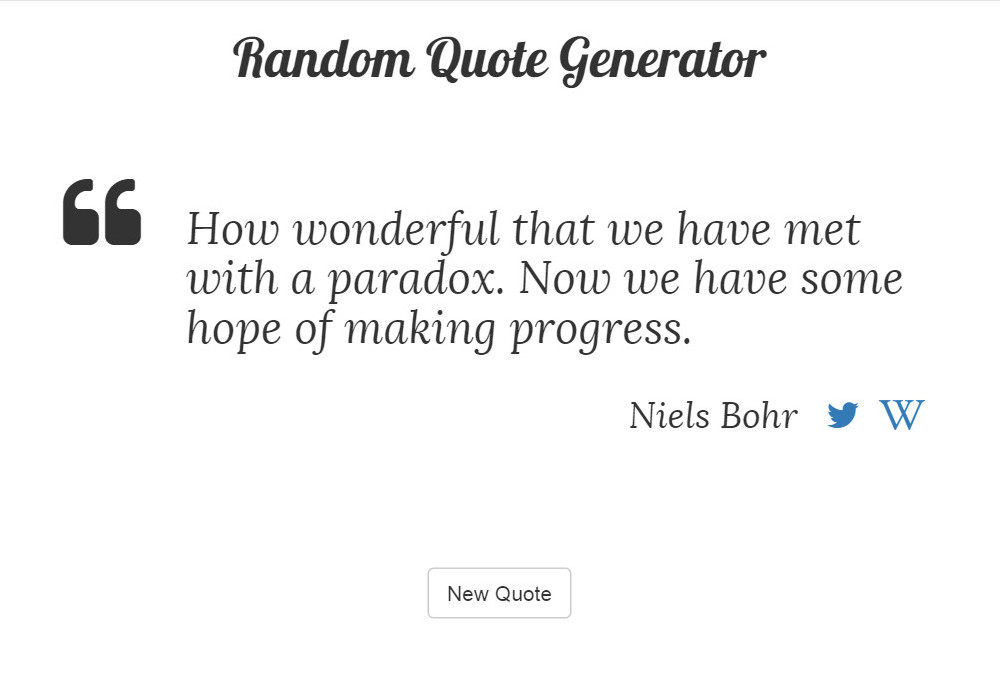 Random Quote Generator
How wonderful that we have met
with a paradox. Now we have some
hope of making progress.
Niels Bohr W
New Quote